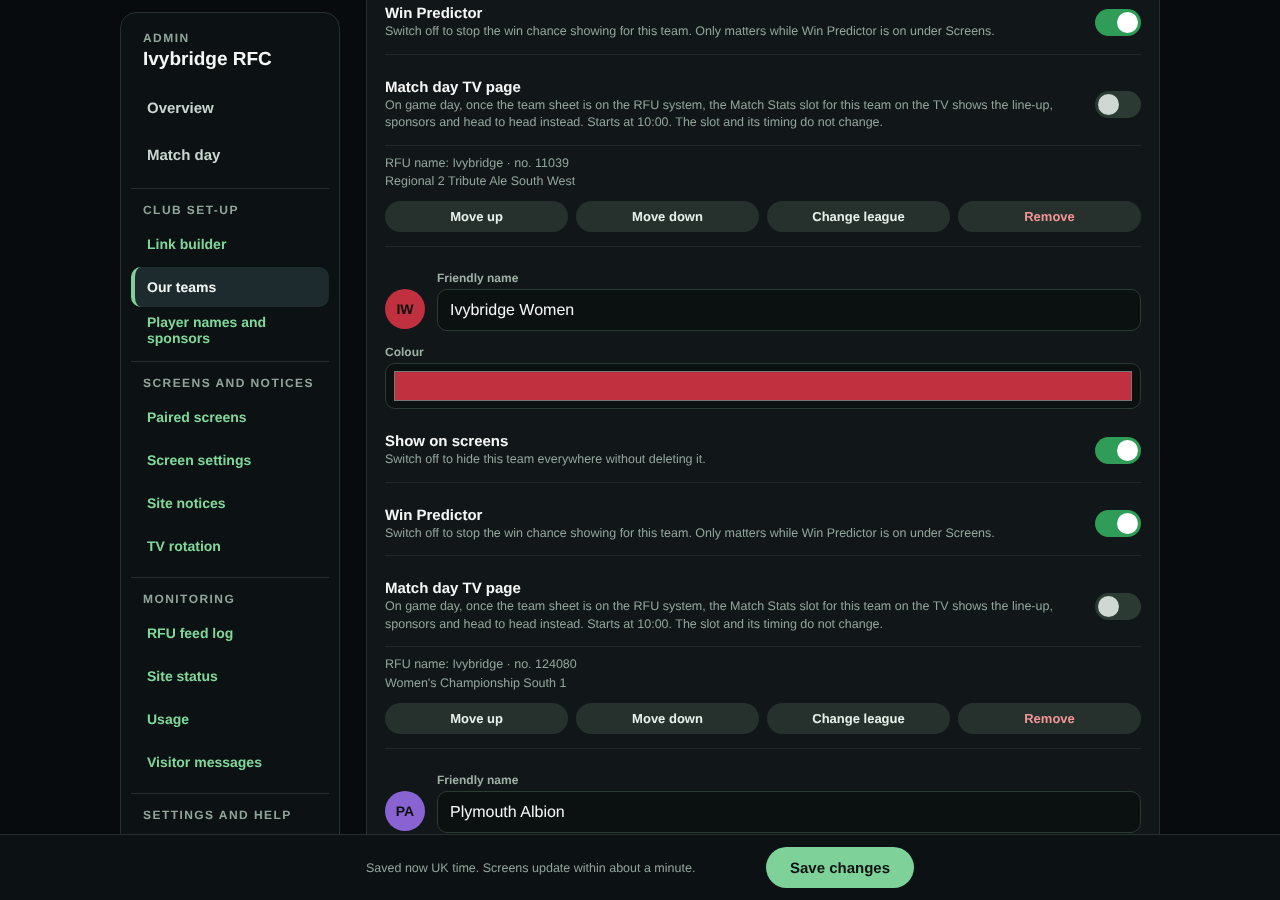 ADMIN
Ivybridge RFC
Overview
Match day
CLUB SET-UP
Link builder
Our teams
Player names and
sponsors
SCREENS AND NOTICES
Paired screens
Screen settings
Site notices
TV rotation
MONITORING
RFU feed log
Site status
Usage
Visitor messages
SETTINGS AND HELP
Win Predictor
Switch off to stop the win chance showing for this team. Only matters while Win Predictor is on under Screens.
Match day TV page
On game day, once the team sheet is on the RFU system, the Match Stats slot for this team on the TV shows the line-up,
sponsors and head to head instead. Starts at 10:00. The slot and its timing do not change.
RFU name: Ivybridge · no. 11039
Regional 2 Tribute Ale South West
Move up
Move down
Change league
Remove
Friendly name
IW
Ivybridge Women
Colour
Show on screens
Switch off to hide this team everywhere without deleting it.
Win Predictor
Switch off to stop the win chance showing for this team. Only matters while Win Predictor is on under Screens.
Match day TV page
On game day, once the team sheet is on the RFU system, the Match Stats slot for this team on the TV shows the line-up,
sponsors and head to head instead. Starts at 10:00. The slot and its timing do not change.
RFU name: Ivybridge · no. 124080
Women's Championship South 1
Move up
Move down
Change league
Remove
Friendly name
PA
Plymouth Albion
Saved now UK time. Screens update within about a minute.
Save changes